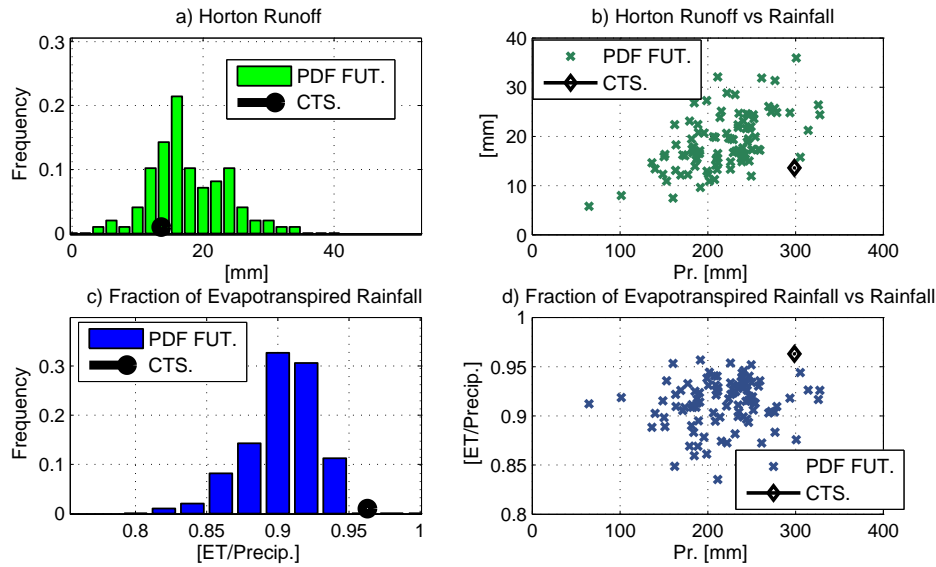 a) Horton Runoff
0.3
0.2
0.1
0
Frequency
PDF FUT.
CTS.
0 20 40
[mm]
b) Horton Runoff vs Rainfall
40
30
20
10
0
[mm]
PDF FUT.
CTS.
0 100 200 300 400
Pr. [mm]
c) Fraction of Evapotranspired Rainfall
0.3
0.2
0.1
0
Frequency
PDF FUT.
CTS.
0.8 0.85 0.9 0.95 1
[ET/Precip.]
d) Fraction of Evapotranspired Rainfall vs Rainfall
1
0.95
0.9
0.85
0.8
[ET/Precip.]
PDF FUT.
CTS.
0 100 200 300 400
Pr. [mm]